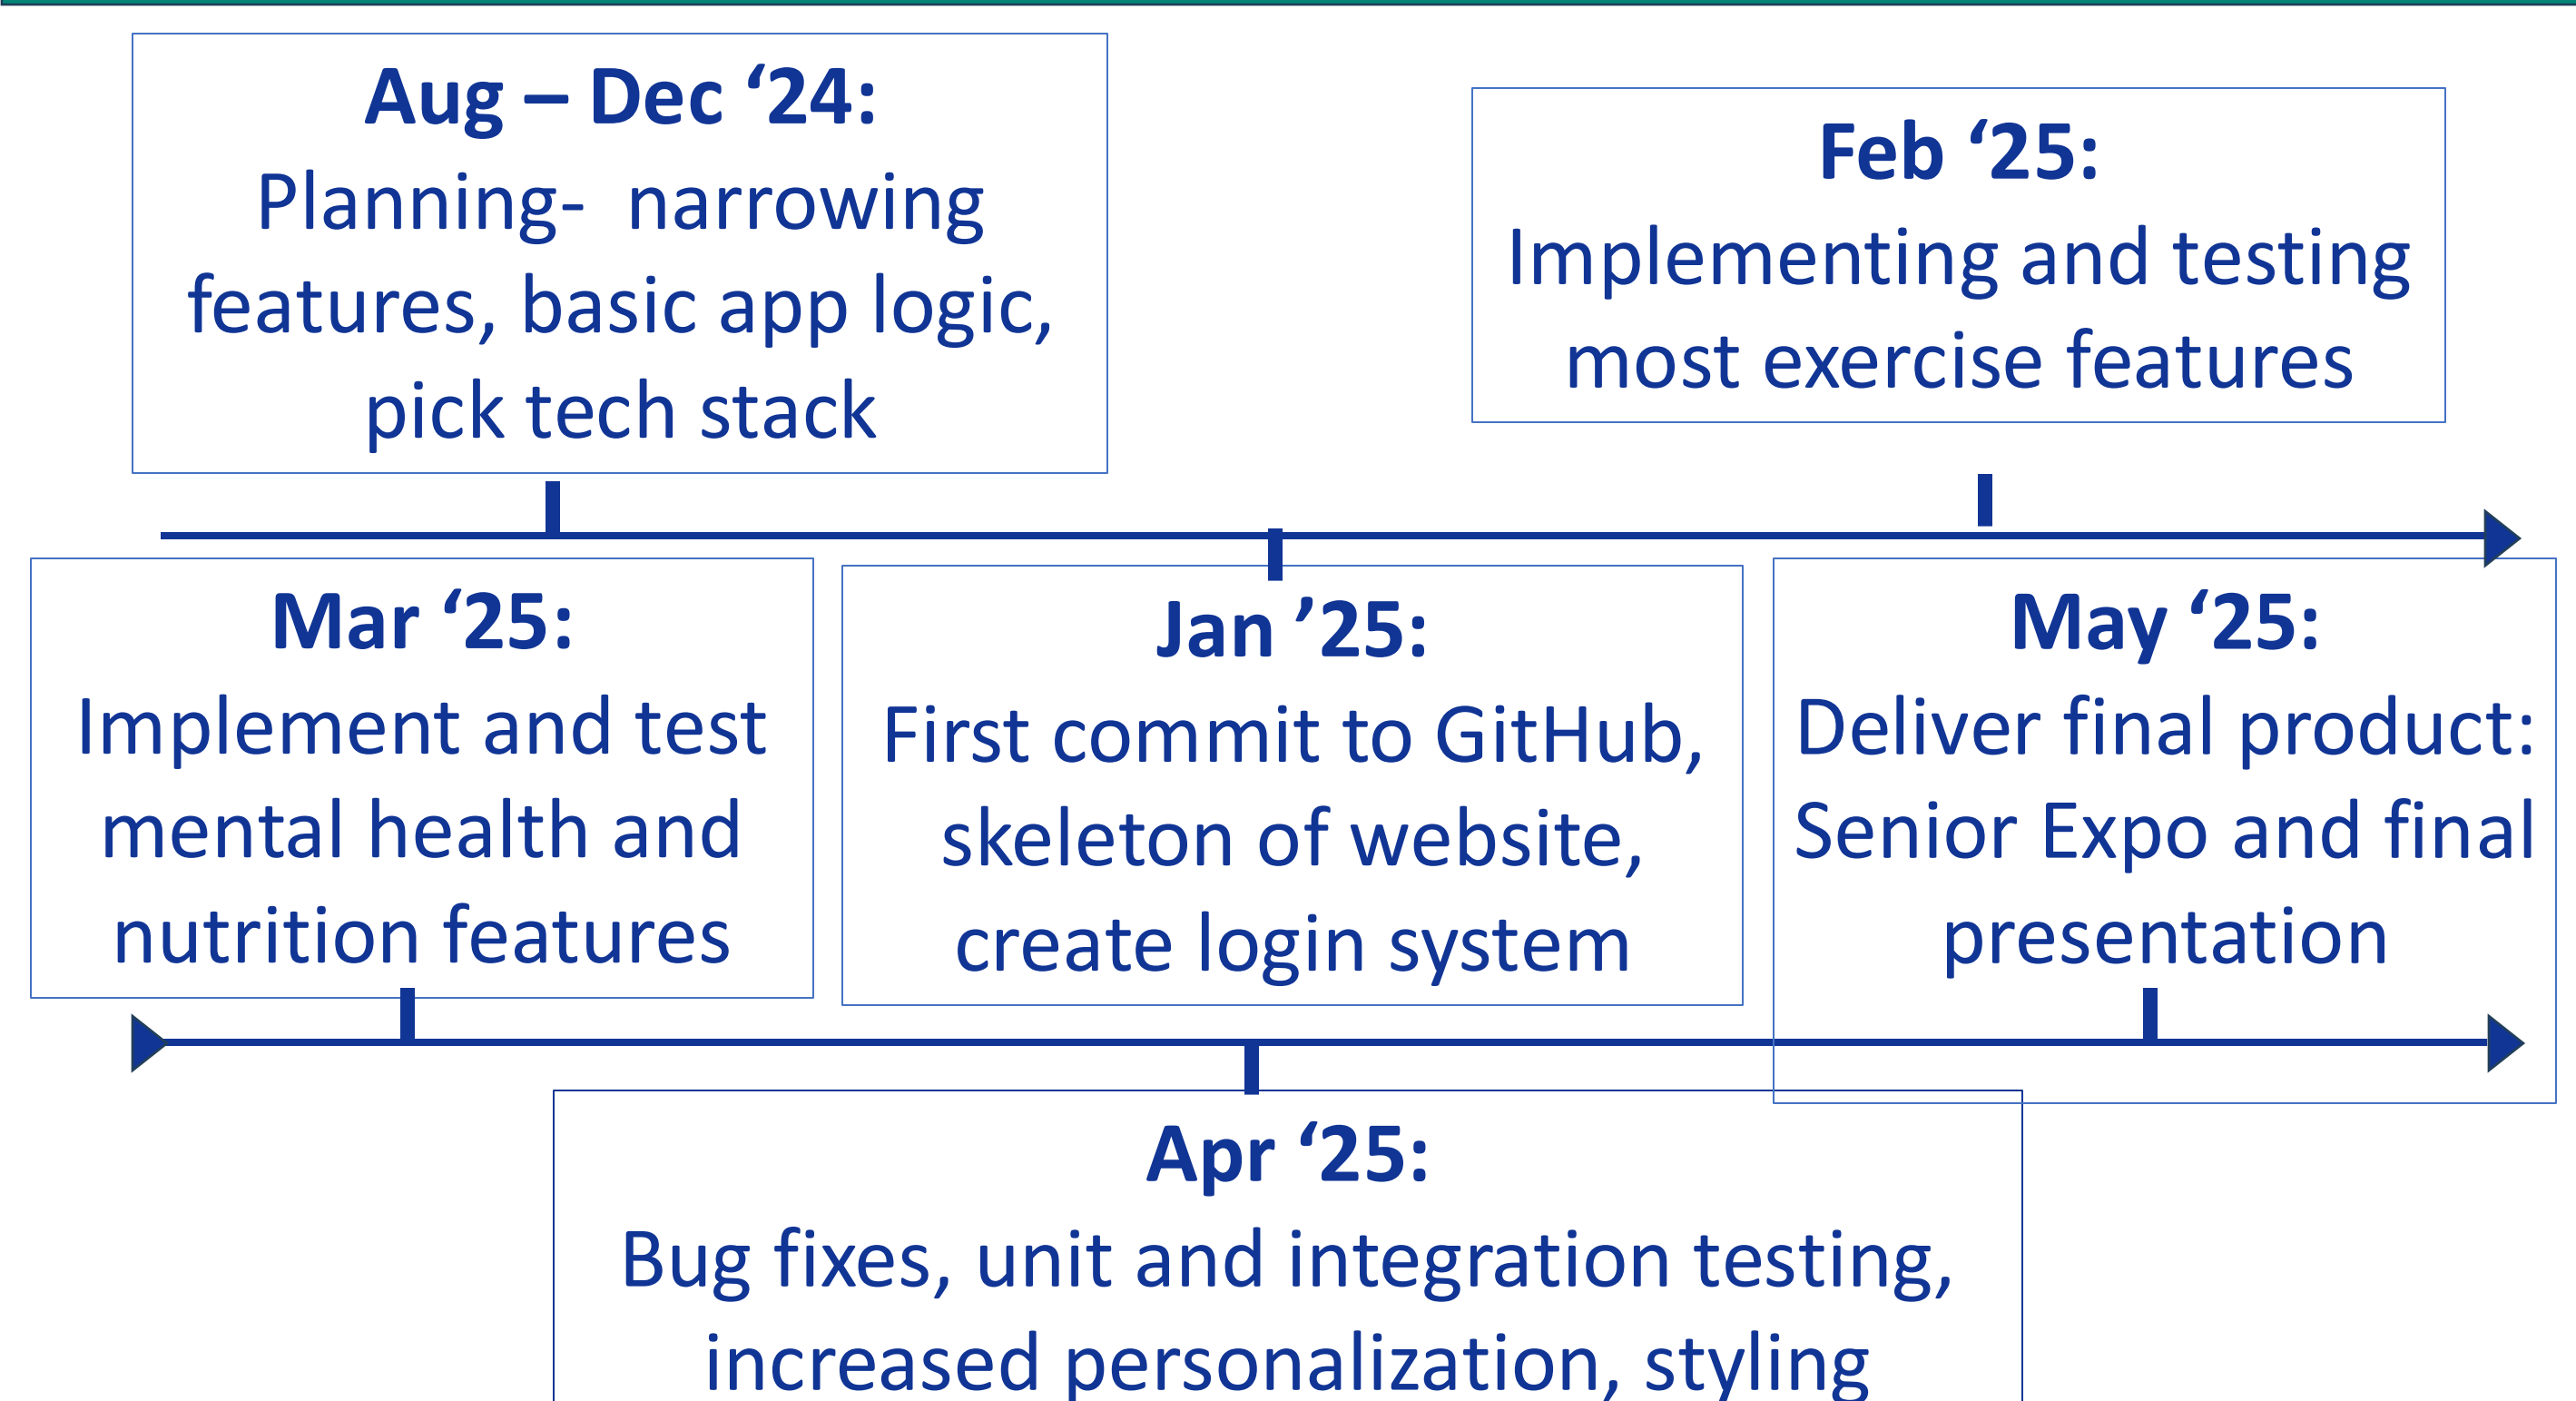 Aug – Dec ‘24:
Planning-  narrowing
features, basic app logic,
pick tech stack
Feb ‘25:
Implementing and testing
most exercise features
Mar ‘25:
Implement and test
mental health and
nutrition features
Jan ’25:
First commit to GitHub,
skeleton of website,
create login system
May ‘25:
Deliver final product:
Senior Expo and final
presentation
Apr ‘25:
Bug fixes, unit and integration testing,
increased personalization, styling